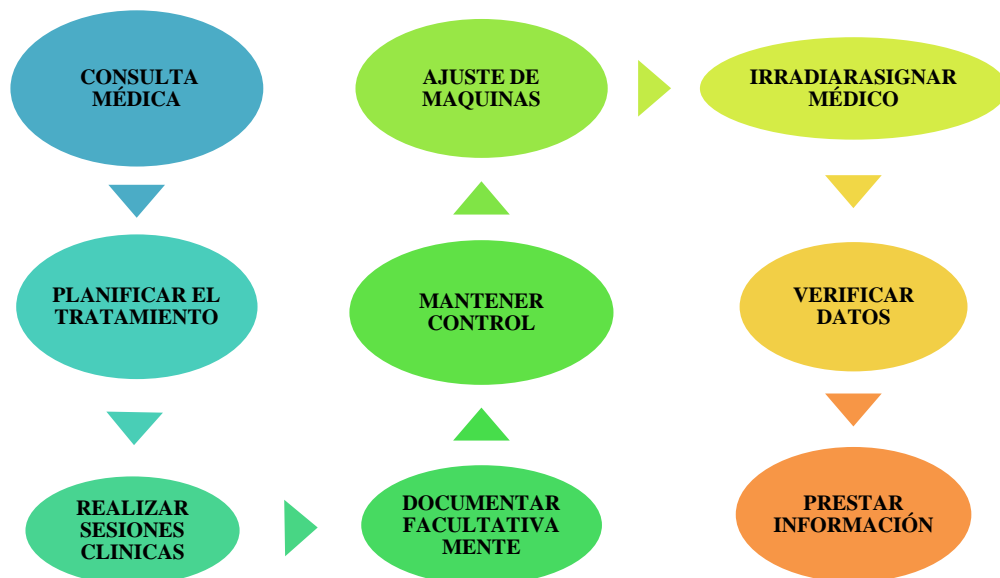 CONSULTA
MÉDICA
PLANIFICAR EL
TRATAMIENTO
REALIZAR
SESIONES
CLINICAS
DOCUMENTAR
FACULTATIVA
MENTE
MANTENER
CONTROL
AJUSTE DE
MAQUINAS
IRRADIARASIGNAR
MÉDICO
VERIFICAR
DATOS
PRESTAR
INFORMACIÓN